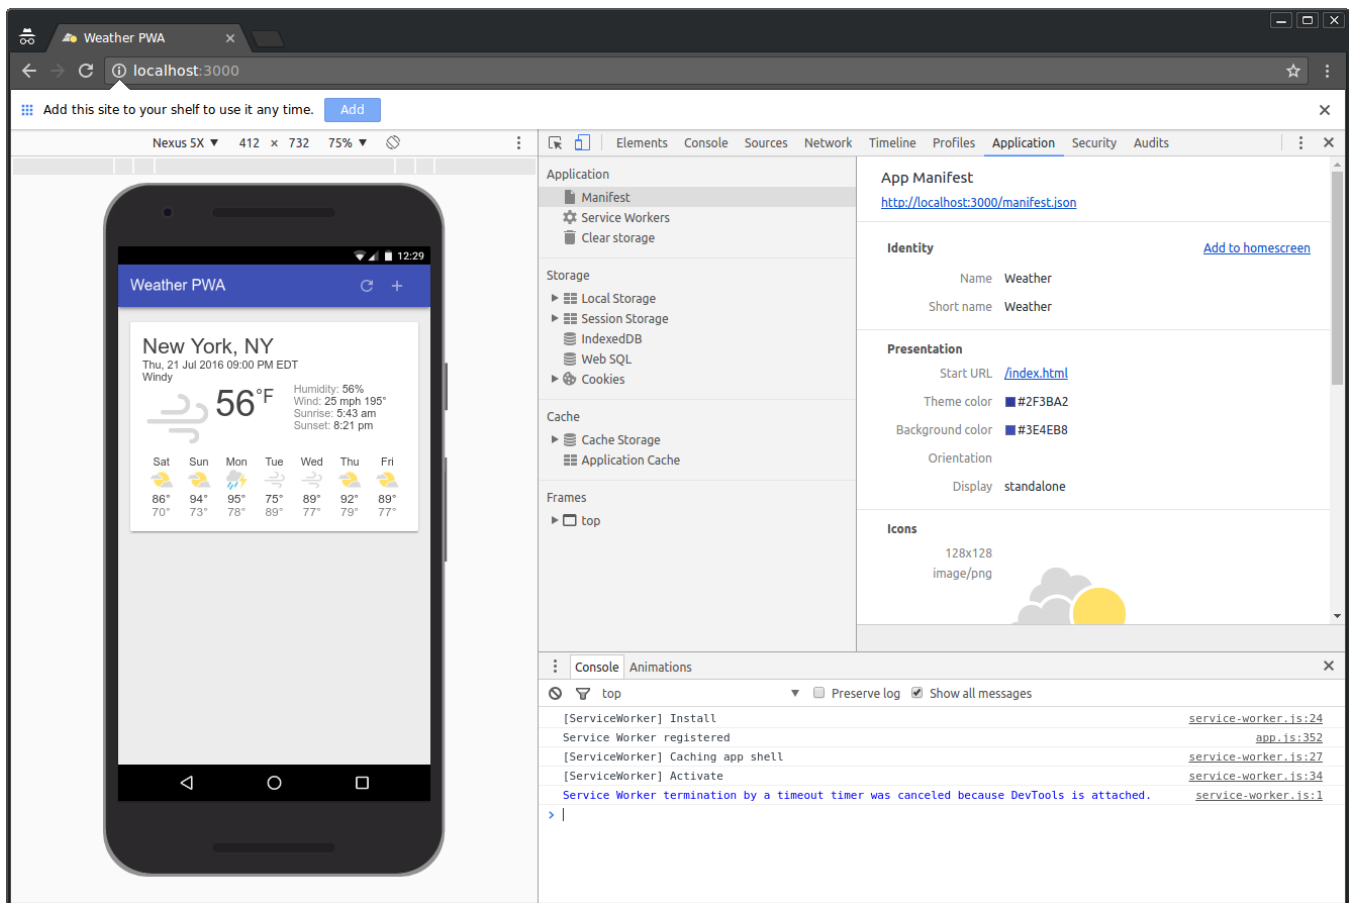 Weather PWA
localhost:3000
Add this site to your shelf to use it any time. Add
Nexus 5X ▼ 412 × 732 75% ▼
12:29
Weather PWA
New York, NY
Thu, 21 Jul 2016 09:00 PM EDT
Windy
56°F
Humidity: 56%
Wind: 25 mph 195°
Sunrise: 5:43 am
Sunset: 8:21 pm
Sat Sun Mon Tue Wed Thu Fri
86° 94° 95° 75° 89° 92° 89°
70° 73° 78° 89° 77° 79° 77°
Elements Console Sources Network Timeline Profiles Application Security Audits
Application
Manifest
Service Workers
Clear storage
Storage
Local Storage
Session Storage
IndexedDB
Web SQL
Cookies
Cache
Cache Storage
Application Cache
Frames
top
App Manifest
http://localhost:3000/manifest.json
Identity Add to homescreen
Name Weather
Short name Weather
Presentation
Start URL /index.html
Theme color #2F3BA2
Background color #3E4EB8
Orientation
Display standalone
Icons
128x128
image/png
Console Animations
top ▼ Preserve log Show all messages
[ServiceWorker] Install service-worker.js:24
Service Worker registered app.js:352
[ServiceWorker] Caching app shell service-worker.js:27
[ServiceWorker] Activate service-worker.js:34
Service Worker termination by a timeout timer was canceled because DevTools is attached. service-worker.js:1
>